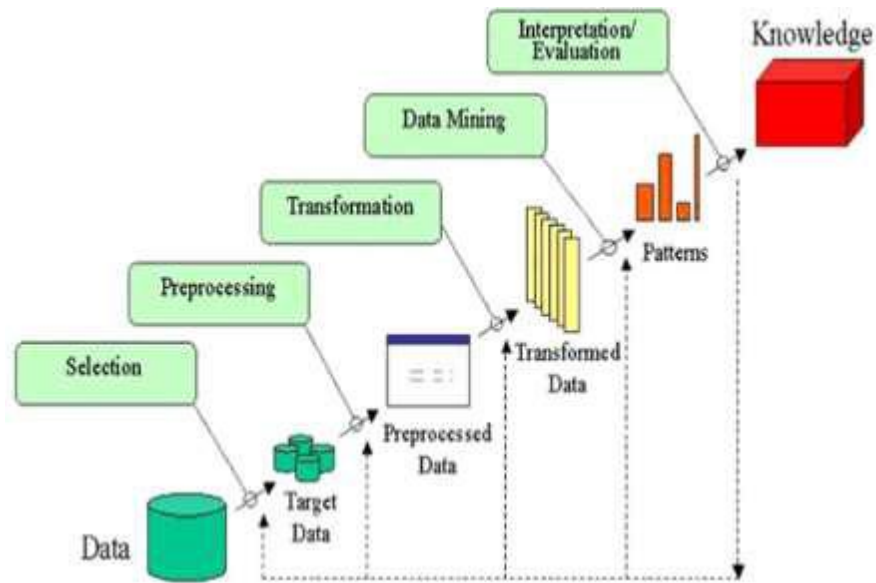 Interpretation/
Evaluation
Knowledge
Data Mining
Transformation
Patterns
Preprocessing
Transformed
Data
Selection
Preprocessed
Data
Target
Data
Data